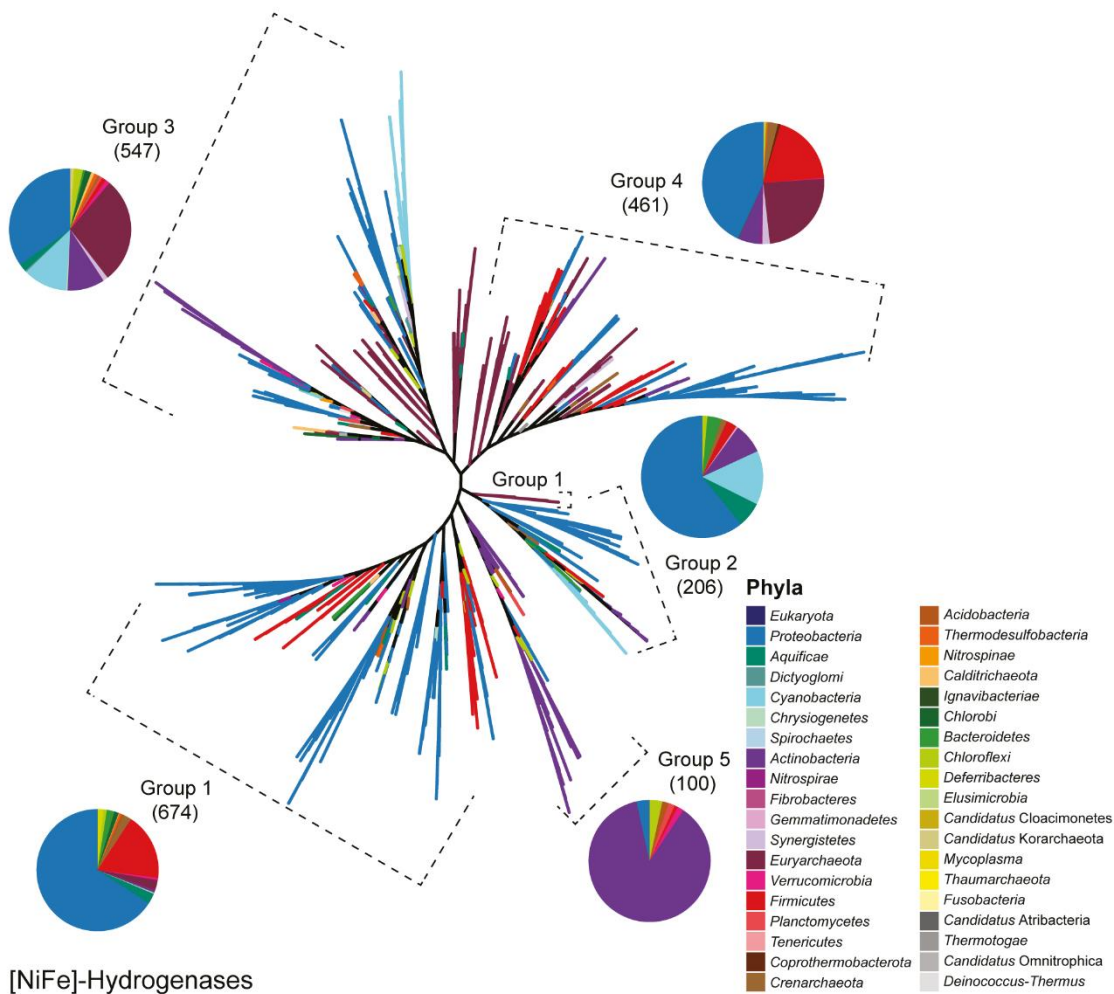 Group 3
(547)
Group 4
(461)
Group 1
Group 2
(206)
Group 5
(100)
Group 1
(674)
[NiFe]-Hydrogenases
Phyla
Eukaryota
Proteobacteria
Aquificae
Dictyoglomi
Cyanobacteria
Chrysiogenetes
Spirochaetes
Actinobacteria
Nitrospirae
Fibrobacteres
Gemmatimonadetes
Synergistetes
Euryarchaeota
Verrucomicrobia
Firmicutes
Planctomycetes
Tenericutes
Coprothermobacterota
Crenarchaeota
Acidobacteria
Thermodesulfobacteria
Nitrospinae
Calditrichaeota
Ignavibacteriae
Chlorobi
Bacteroidetes
Chloroflexi
Deferribacteres
Elusimicrobia
Candidatus Cloacimonetes
Candidatus Korarchaeota
Mycoplasma
Thaumarchaeota
Fusobacteria
Candidatus Atribacteria
Thermotogae
Candidatus Omnitrophica
Deinococcus-Thermus